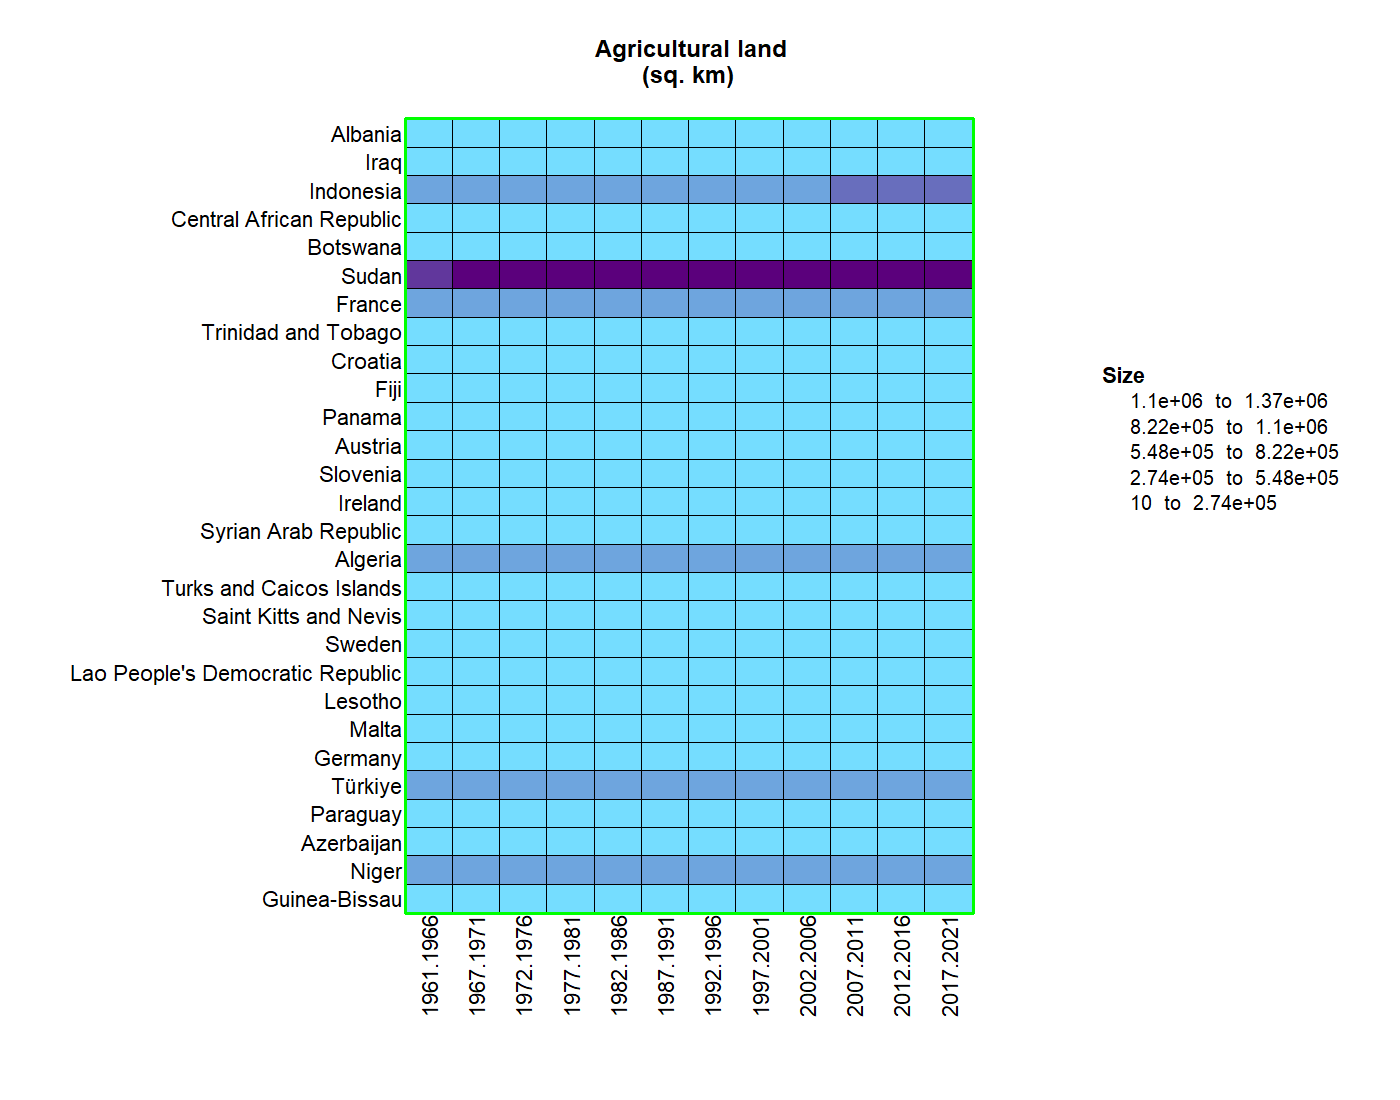 Agricultural land
(sq. km)
Albania
Iraq
Indonesia
Central African Republic
Botswana
Sudan
France
Trinidad and Tobago
Croatia
Fiji
Panama
Austria
Slovenia
Ireland
Syrian Arab Republic
Algeria
Turks and Caicos Islands
Saint Kitts and Nevis
Sweden
Lao People's Democratic Republic
Lesotho
Malta
Germany
Türkiye
Paraguay
Azerbaijan
Niger
Guinea-Bissau
1961.1966
1967.1971
1972.1976
1977.1981
1982.1986
1987.1991
1992.1996
1997.2001
2002.2006
2007.2011
2012.2016
2017.2021
Size
1.1e+06 to 1.37e+06
8.22e+05 to 1.1e+06
5.48e+05 to 8.22e+05
2.74e+05 to 5.48e+05
10 to 2.74e+05